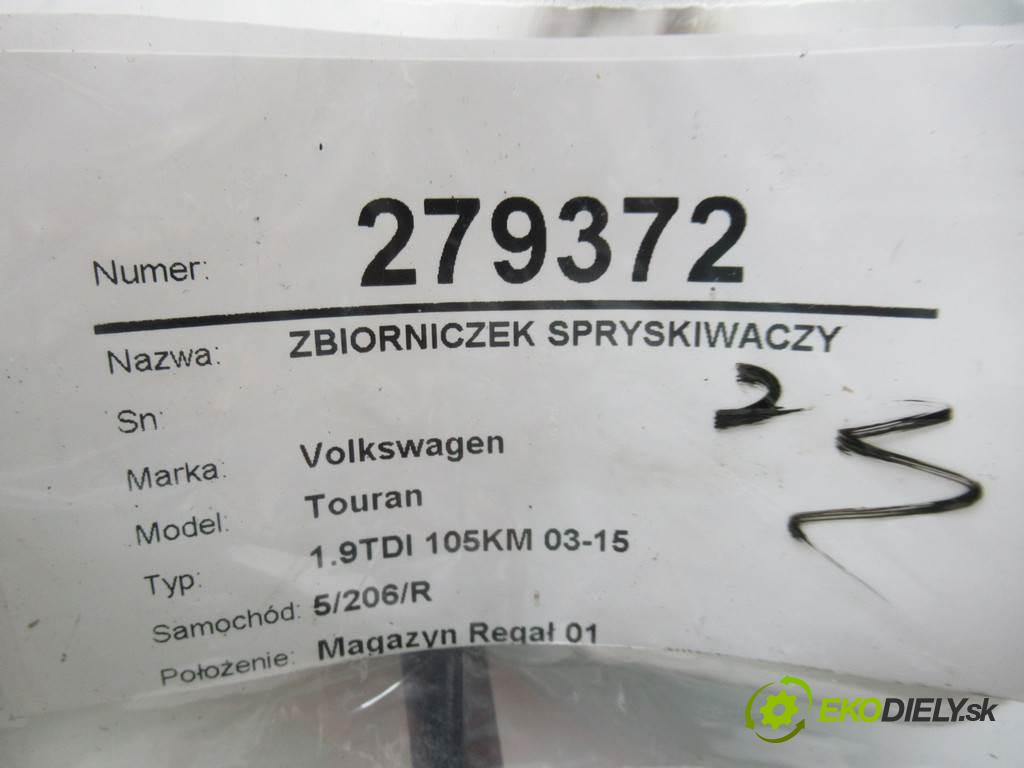 Numer: 279372
Nazwa: ZBIORNICZEK SPRYSKIWACZY
Sn:
Marka: Volkswagen
Model: Touran
Typ: 1.9TDI 105KM 03-15
Samochód: 5/206/R
Położenie: Magazyn Regał 01
2
EKODIELY.sk